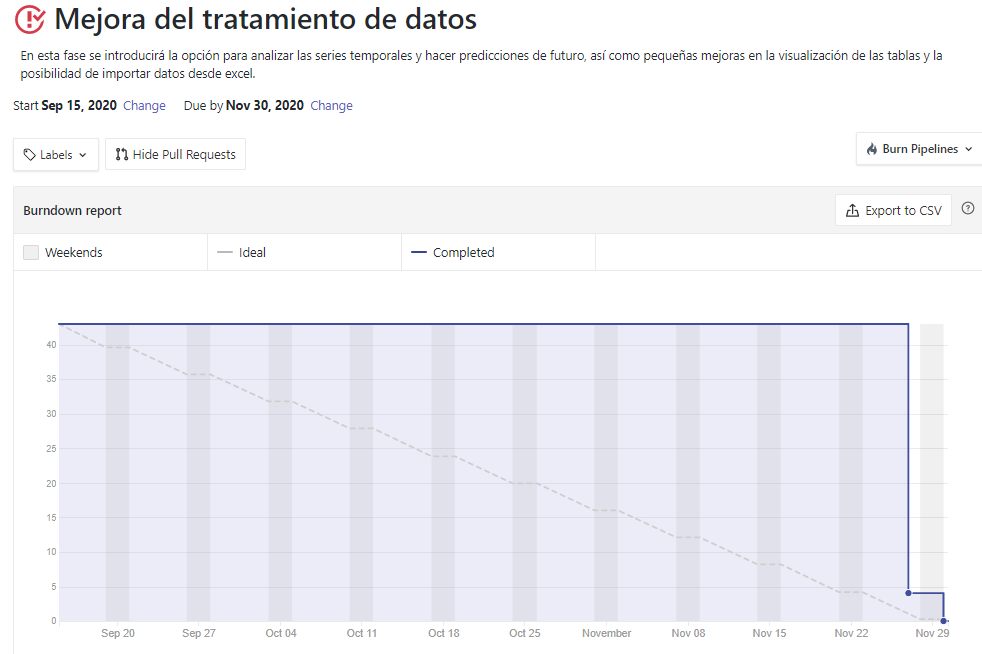 Mejora del tratamiento de datos
En esta fase se introducirá la opción para analizar las series temporales y hacer predicciones de futuro, así como pequeñas mejoras en la visualización de las tablas y la
posibilidad de importar datos desde excel.
Start Sep 15, 2020 Change Due by Nov 30, 2020 Change
Labels Hide Pull Requests Burn Pipelines
Burndown report Export to CSV ?
Weekends Ideal Completed
40
35
30
25
20
15
10
5
0
Sep 20 Sep 27 Oct 04 Oct 11 Oct 18 Oct 25 November Nov 08 Nov 15 Nov 22 Nov 29